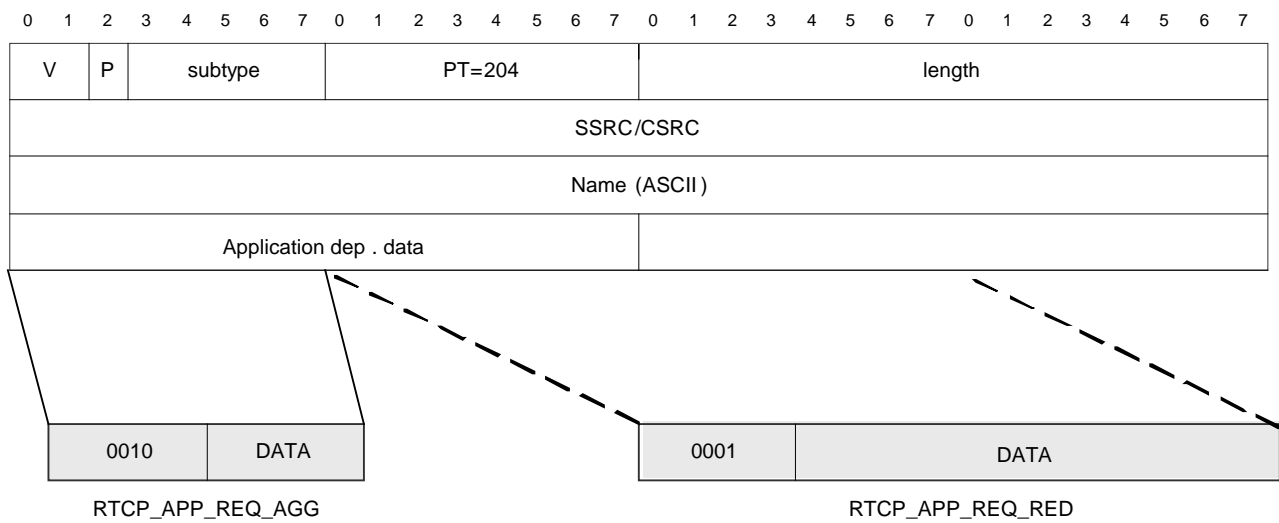 0 1 2 3 4 5 6 7 0 1 2 3 4 5 6 7 0 1 2 3 4 5 6 7 0 1 2 3 4 5 6 7
V P subtype PT=204 length
SSRC/CSRC
Name (ASCII)
Application dep . data
0010 DATA 0001 DATA
RTCP_APP_REQ_AGG RTCP_APP_REQ_RED